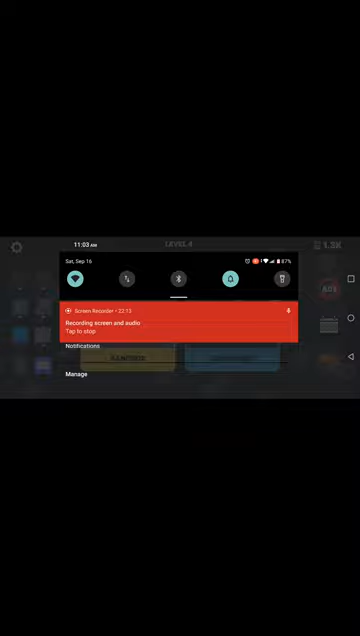 11:03 AM
LEVEL 4
1.3K
Sat, Sep 16
87%
Screen Recorder • 22:13
Recording screen and audio
Tap to stop
Notifications
Manage